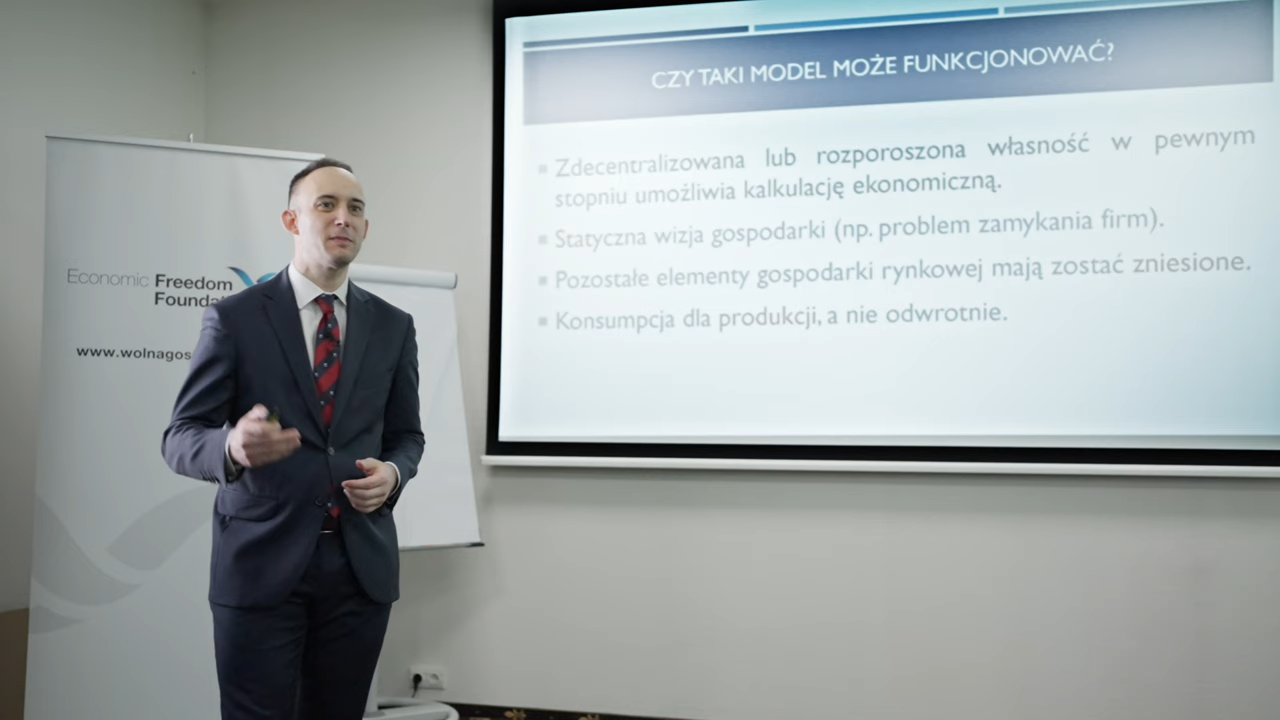 CZY TAKI MODEL MOŻE FUNKCJONOWAĆ?
Zdecentralizowana lub rozporoszona własność w pewnym
stopniu umożliwia kalkulację ekonomiczną.
Statyczna wizja gospodarki (np. problem zamykania firm).
Pozostałe elementy gospodarki rynkowej mają zostać zniesione.
Konsumpcja dla produkcji, a nie odwrotnie.
Economic Freedom
Foundat
www.wolnagos